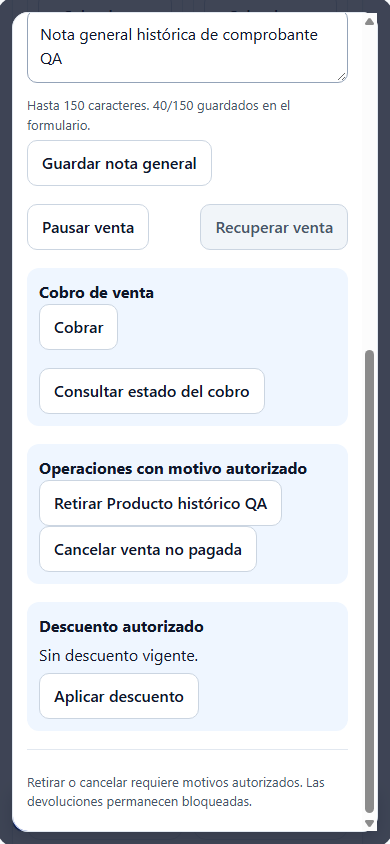 Nota general histórica de comprobante
QA
Hasta 150 caracteres. 40/150 guardados en el
formulario.
Guardar nota general
Pausar venta
Recuperar venta
Cobro de venta
Cobrar
Consultar estado del cobro
Operaciones con motivo autorizado
Retirar Producto histórico QA
Cancelar venta no pagada
Descuento autorizado
Sin descuento vigente.
Aplicar descuento
Retirar o cancelar requiere motivos autorizados. Las
devoluciones permanecen bloqueadas.